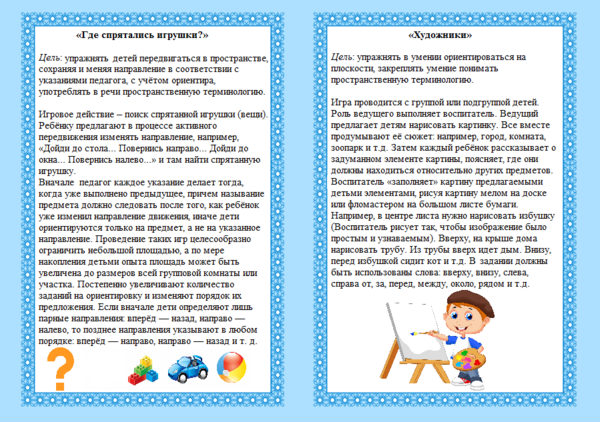 «Где спрятались игрушки?»
Цель: упражнять детей передвигаться в пространстве,
сохраняя и меняя направление в соответствии с
указаниями педагога, с учётом ориентира,
употреблять в речи пространственную терминологию.
Игровое действие – поиск спрятанной игрушки (вещи).
Ребёнку предлагают в процессе активного
передвижения изменять направление, например,
«Дойди до стола... Повернись направо... Дойди до
окна... Повернись налево...» и там найти спрятанную
игрушку.
Вначале педагог каждое указание делает тогда,
когда уже выполнено предыдущее, причем называние
предмета должно следовать после того, как ребёнок
уже изменил направление движения, иначе дети
ориентируются только на предмет, а не на указанное
направление. Проведение таких игр целесообразно
ограничить небольшой площадью, а по мере
накопления детьми опыта площадь может быть
увеличена до размеров всей групповой комнаты или
участка. Постепенно увеличивают количество
заданий на ориентировку и изменяют порядок их
предложения. Если вначале дети определяют лишь
парные направления: вперёд — назад, направо —
налево, то позднее направления указывают в любом
порядке: вперёд — направо, направо — назад и т. д.
?
«Художники»
Цель: упражнять в умении ориентироваться на
плоскости, закреплять умение понимать
пространственную терминологию.
Игра проводится с группой или подгруппой детей.
Роль ведущего выполняет воспитатель. Ведущий
предлагает детям нарисовать картинку. Все вместе
продумывают её сюжет: например, город, комната,
зоопарк и т.д. Затем каждый ребёнок рассказывает о
задуманном элементе картины, поясняет, где они
должны находиться относительно других предметов.
Воспитатель «заполняет» картину предлагаемыми
детьми элементами, рисуя картину мелом на доске
или фломастером на большом листе бумаги.
Например, в центре листа нужно нарисовать избушку
(Воспитатель рисует так, чтобы изображение было
простым и узнаваемым). Вверху, на крыше дома
нарисовать трубу. Из трубы вверх идет дым. Внизу,
перед избушкой сидит кот и т.д. В задании должны
быть использованы слова: вверху, внизу, слева,
справа от, за, перед, между, около, рядом и т.д.